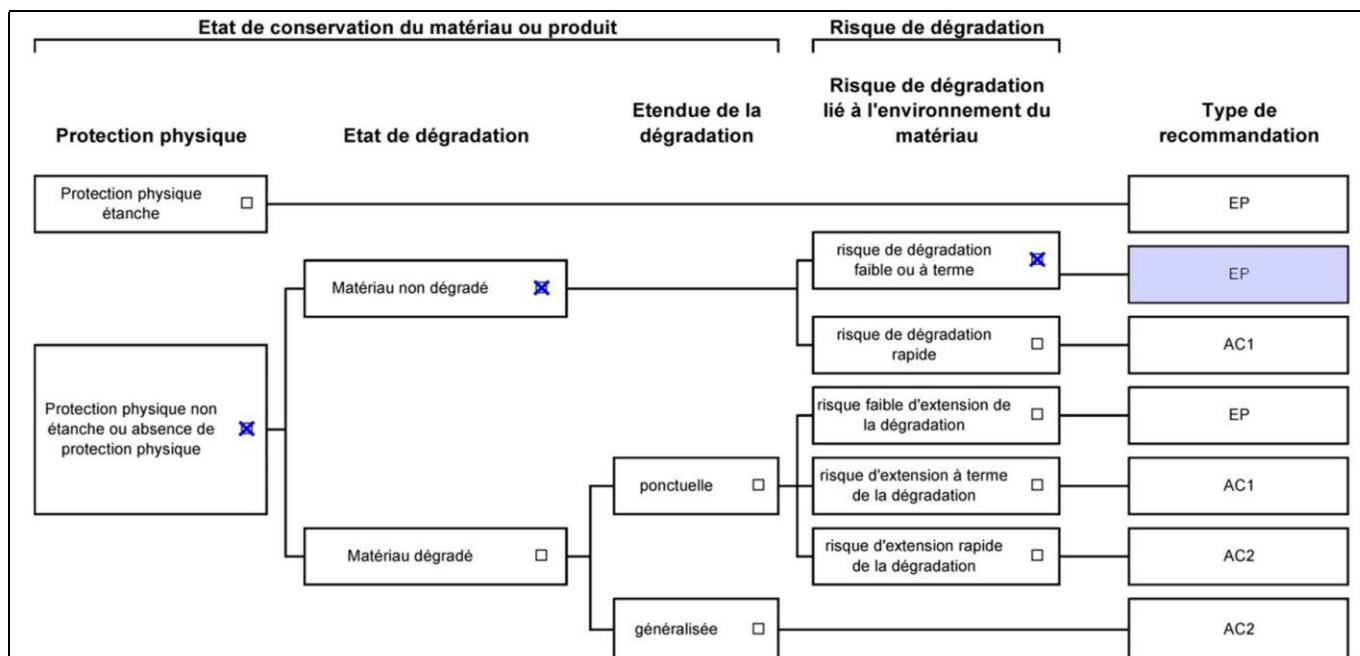 Etat de conservation du matériau ou produit
Risque de dégradation
Protection physique
Etat de dégradation
Etendue de la
dégradation
Risque de dégradation
lié à l'environnement du
matériau
Type de
recommandation
Protection physique
étanche
EP
risque de dégradation
faible ou à terme
EP
Matériau non dégradé
risque de dégradation
rapide
AC1
Protection physique non
étanche ou absence de
protection physique
risque faible d'extension de
la dégradation
EP
ponctuelle
risque d'extension à terme
de la dégradation
AC1
Matériau dégradé
risque d'extension rapide
de la dégradation
AC2
généralisée
AC2